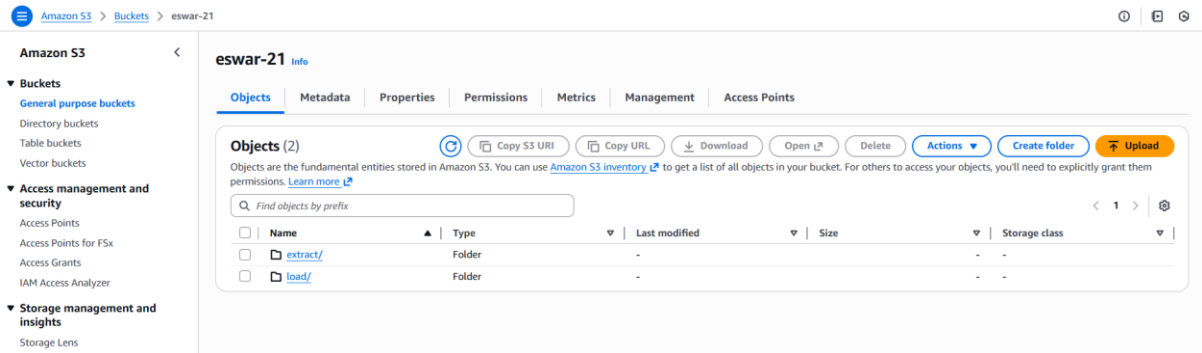 Amazon S3 > Buckets > eswar-21
Amazon S3
Buckets
General purpose buckets
Directory buckets
Table buckets
Vector buckets
Access management and
security
Access Points
Access Points for FSx
Access Grants
IAM Access Analyzer
Storage management and
insights
Storage Lens
eswar-21 Info
Objects Metadata Properties Permissions Metrics Management Access Points
Objects (2) Copy S3 URI Copy URL Download Open Delete Actions Create folder Upload
Objects are the fundamental entities stored in Amazon S3. You can use Amazon S3 inventory to get a list of all objects in your bucket. For others to access your objects, you'll need to explicitly grant them
permissions. Learn more
Find objects by prefix < 1 >
Name Type Last modified Size Storage class
extract/ Folder - - -
load/ Folder - - -